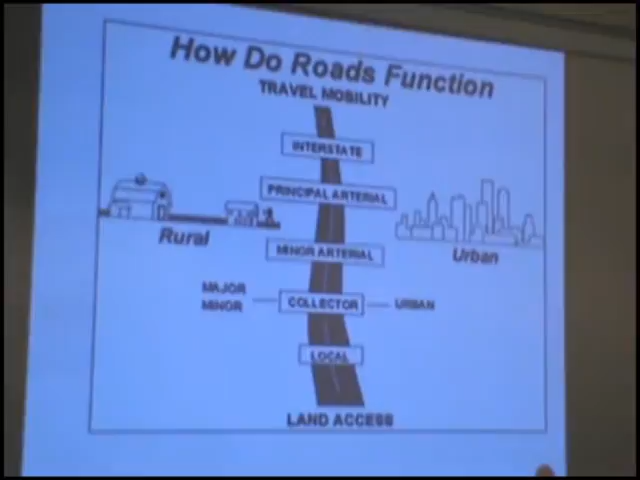 How Do Roads Function
TRAVEL MOBILITY
INTERSTATE
PRINCIPAL ARTERIAL
Rural
MINOR ARTERIAL
Urban
MAJOR
MINOR
COLLECTOR
URBAN
LOCAL
LAND ACCESS